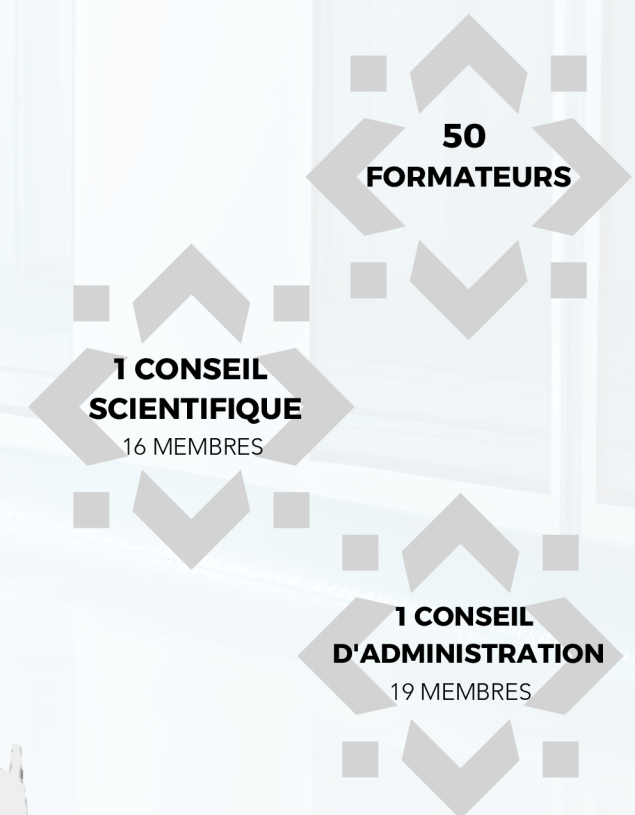 50
FORMATEURS
1 CONSEIL
SCIENTIFIQUE
16 MEMBRES
1 CONSEIL
D'ADMINISTRATION
19 MEMBRES